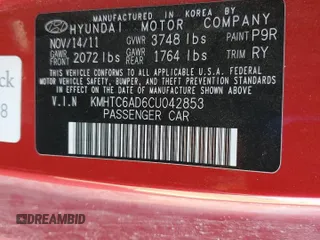 MANUFACTURED IN KOREA BY
HYUNDAI MOTOR COMPANY
NOV/14/11 GVWR 3748 lbs PAINT P9R
GAWR FRONT 2072 lbs GAWR REAR 1764 lbs TRIM RY
THIS VEHICLE CONFORMS TO ALL APPLICABLE
U.S. FEDERAL MOTOR VEHICLE SAFETY,
BUMPER, AND THEFT PREVENTION STANDARDS
IN EFFECT ON THE DATE OF MANUFACTURE
SHOWN ABOVE.
V.I.N KMHTC6AD6CU042853
PASSENGER CAR
ck
8
DREAMBID